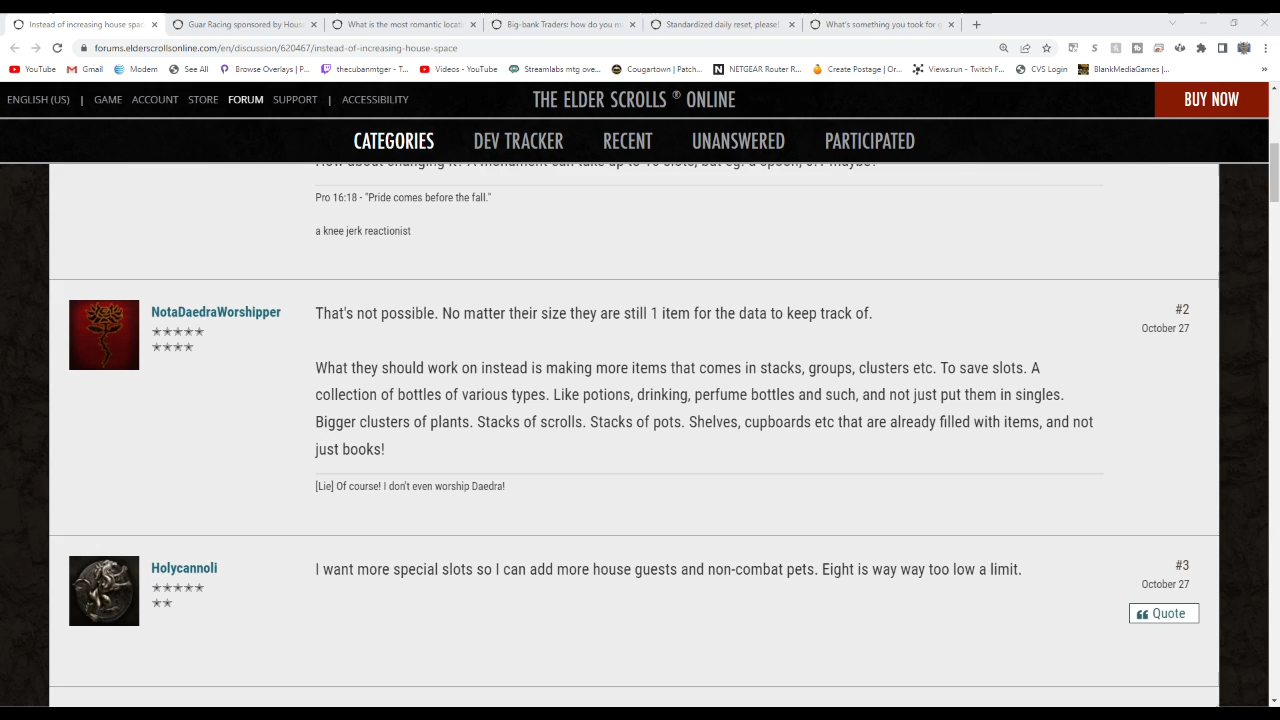 Instead of increasing house spac
Guar Racing sponsored by Hous
What is the most romantic locati
Big-bank Traders: how do you m
Standardized daily reset, please!
What's something you took for g
forums.elderscrollsonline.com/en/discussion/620467/instead-of-increasing-house-space
YouTube
Gmail
Modem
See All
Browse Overlays | P...
thecubanmtger - T...
Videos - YouTube
Streamlabs mtg ove...
Cougartown | Patch...
NETGEAR Router R...
Create Postage | Or...
Views.run - Twitch F...
CVS Login
BlankMediaGames |...
»
ENGLISH (US) | GAME ACCOUNT STORE FORUM SUPPORT | ACCESSIBILITY
THE ELDER SCROLLS ® ONLINE
BUY NOW
CATEGORIES DEV TRACKER RECENT UNANSWERED PARTICIPATED
Pro 16:18 - "Pride comes before the fall."
a knee jerk reactionist
NotaDaedraWorshipper
That's not possible. No matter their size they are still 1 item for the data to keep track of.
#2
October 27
What they should work on instead is making more items that comes in stacks, groups, clusters etc. To save slots. A
collection of bottles of various types. Like potions, drinking, perfume bottles and such, and not just put them in singles.
Bigger clusters of plants. Stacks of scrolls. Stacks of pots. Shelves, cupboards etc that are already filled with items, and not
just books!
[Lie] Of course! I don't even worship Daedra!
Holycannoli
I want more special slots so I can add more house guests and non-combat pets. Eight is way way too low a limit.
#3
October 27
Quote